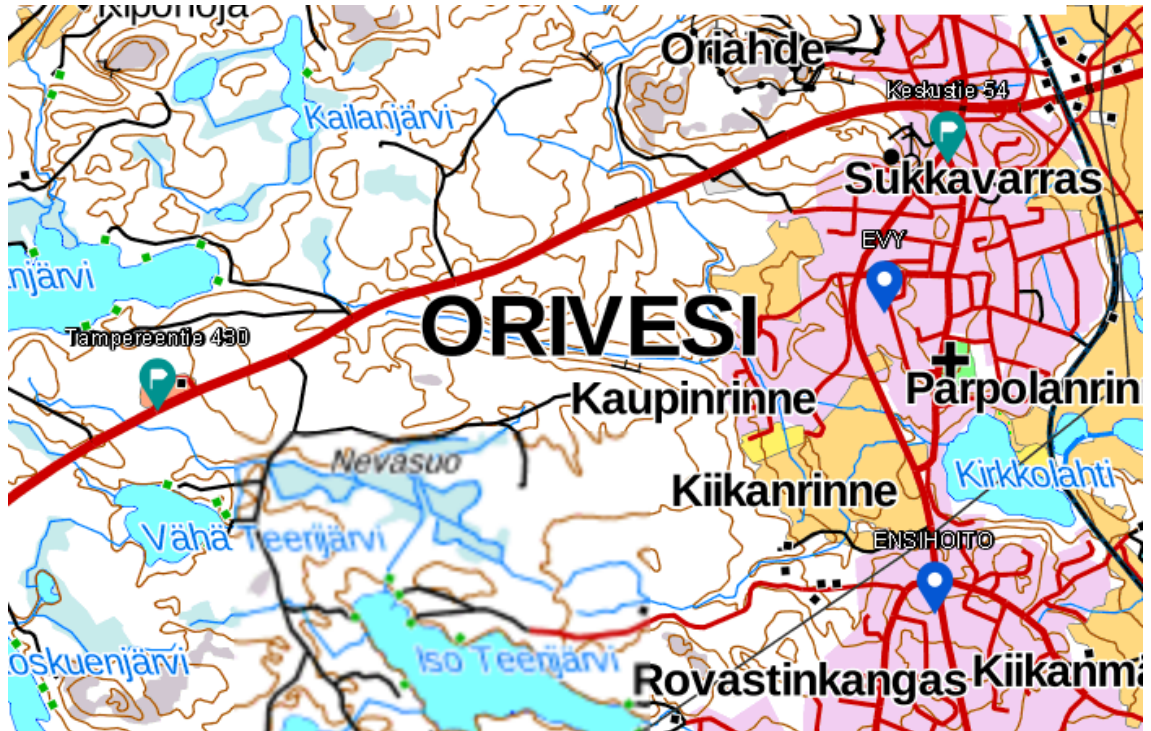 Oriahde
Keskustie 54
P
Kailanjärvi
Sukkavarras
EVY
njärvi
ORIVESI
Tampereentie 430
P
Kaupinrinne
Parpolanrin
Nevasuo
Kirkkolahti
Kiikanrinne
Vähä Teerijärvi
ENSIHOITO
oskuenjärvi
Iso Teerijärvi
Rovastinkangas
Kiikanmä